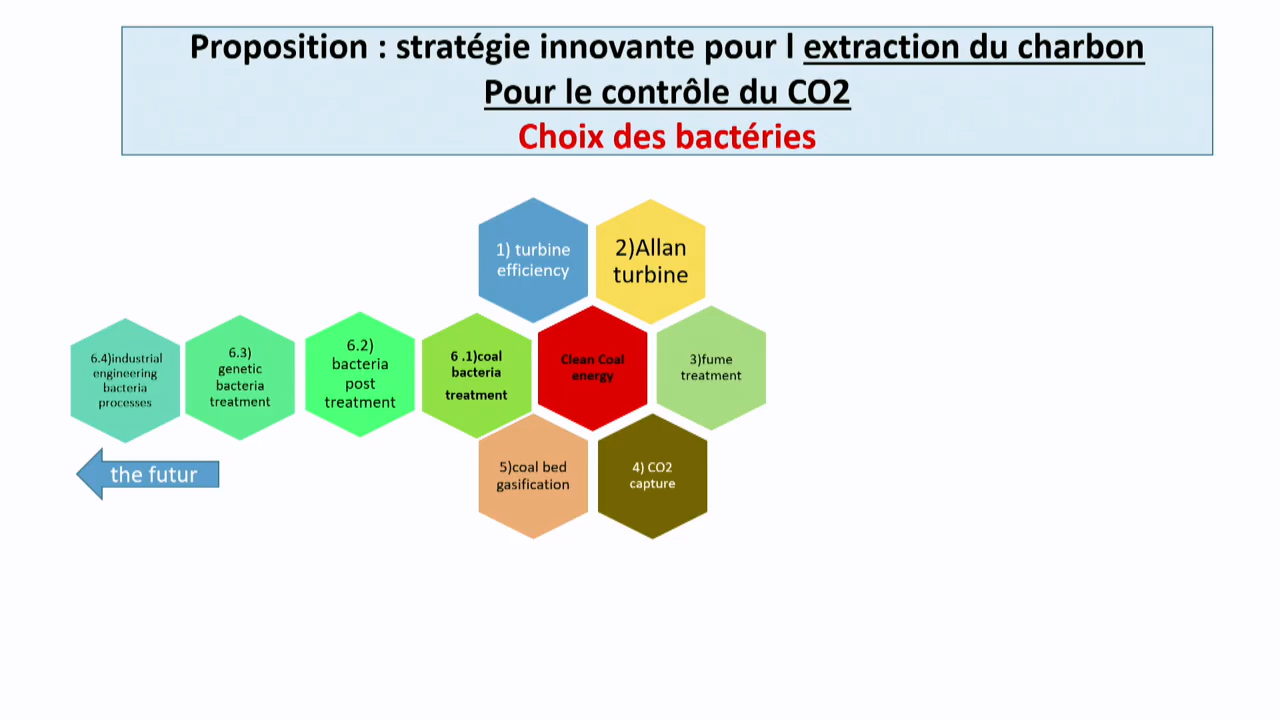 Proposition : stratégie innovante pour l extraction du charbon
Pour le contrôle du CO2
Choix des bactéries
1) turbine
efficiency
2)Allan
turbine
6.4)industrial
engineering
bacteria
processes
6.3)
genetic
bacteria
treatment
6.2)
bacteria
post
treatment
6 .1)coal
bacteria
treatment
Clean Coal
energy
3)fume
treatment
the futur
5)coal bed
gasification
4) CO2
capture